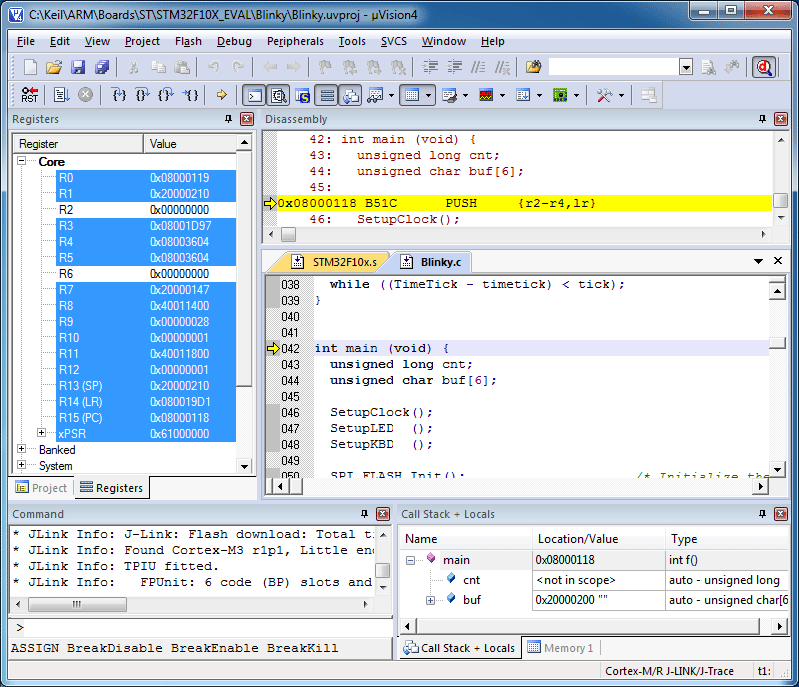 C:\Keil\ARM\Boards\ST\STM32F10X_EVAL\Blinky\Blinky.uvproj - µVision4
File Edit View Project Flash Debug Peripherals Tools SVCS Window Help
RST
Registers
Register Value
Core
R0 0x08000119
R1 0x20000210
R2 0x00000000
R3 0x08001D97
R4 0x08003604
R5 0x08003604
R6 0x00000000
R7 0x20000147
R8 0x40011400
R9 0x00000028
R10 0x00000001
R11 0x40011800
R12 0x00000001
R13 (SP) 0x20000210
R14 (LR) 0x080019D1
R15 (PC) 0x08000118
xPSR 0x61000000
Banked
System
Project Registers
Disassembly
42: int main (void) {
43: unsigned long cnt;
44: unsigned char buf[6];
45:
0x08000118 B51C PUSH {r2-r4,lr}
46: SetupClock();
STM32F10x.s Blinky.c
038 while ((TimeTick - timetick) < tick);
039 }
040
041
042 int main (void) {
043 unsigned long cnt;
044 unsigned char buf[6];
045
046 SetupClock();
047 SetupLED ();
048 SetupKBD ();
049
050 SPI_FLASH_Init(); /* Initialize the
Command
* JLink Info: J-Link: Flash download: Total t
* JLink Info: Found Cortex-M3 r1p1, Little en
* JLink Info: TPIU fitted.
* JLink Info: FPUnit: 6 code (BP) slots and
>
ASSIGN BreakDisable BreakEnable BreakKill
Call Stack + Locals
Name Location/Value Type
main 0x08000118 int f()
cnt <not in scope> auto - unsigned long
buf 0x20000200 "" auto - unsigned char[6
Call Stack + Locals Memory 1
Cortex-M/R J-LINK/J-Trace t1: